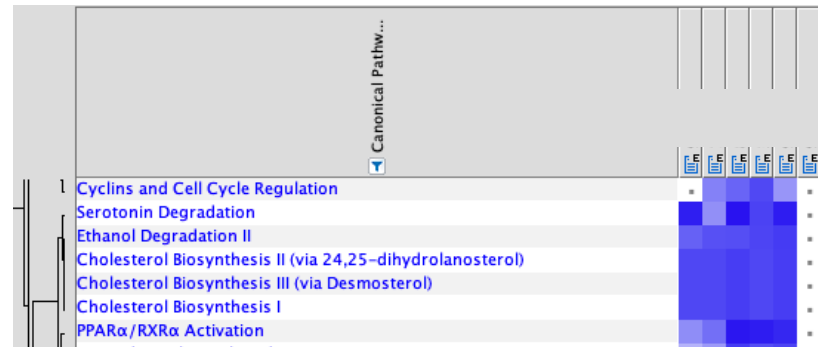 Canonical Pathw...
E E E E E E
Cyclins and Cell Cycle Regulation
Serotonin Degradation
Ethanol Degradation II
Cholesterol Biosynthesis II (via 24,25-dihydrolanosterol)
Cholesterol Biosynthesis III (via Desmosterol)
Cholesterol Biosynthesis I
PPARα/RXRα Activation